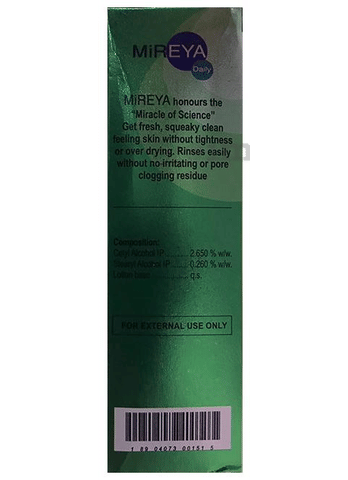 MiREYA
Daily
MiREYA honours the
"Miracle of Science"
Get fresh, squeaky clean
feeling skin without tightness
or over drying. Rinses easily
without no-irritating or pore
clogging residue
Composition:
Cetyl Alcohol IP ......... 2.650 % w/w.
Stearyl Alcohol IP ...... 0.260 % w/w.
Lotion base ............... q.s.
FOR EXTERNAL USE ONLY